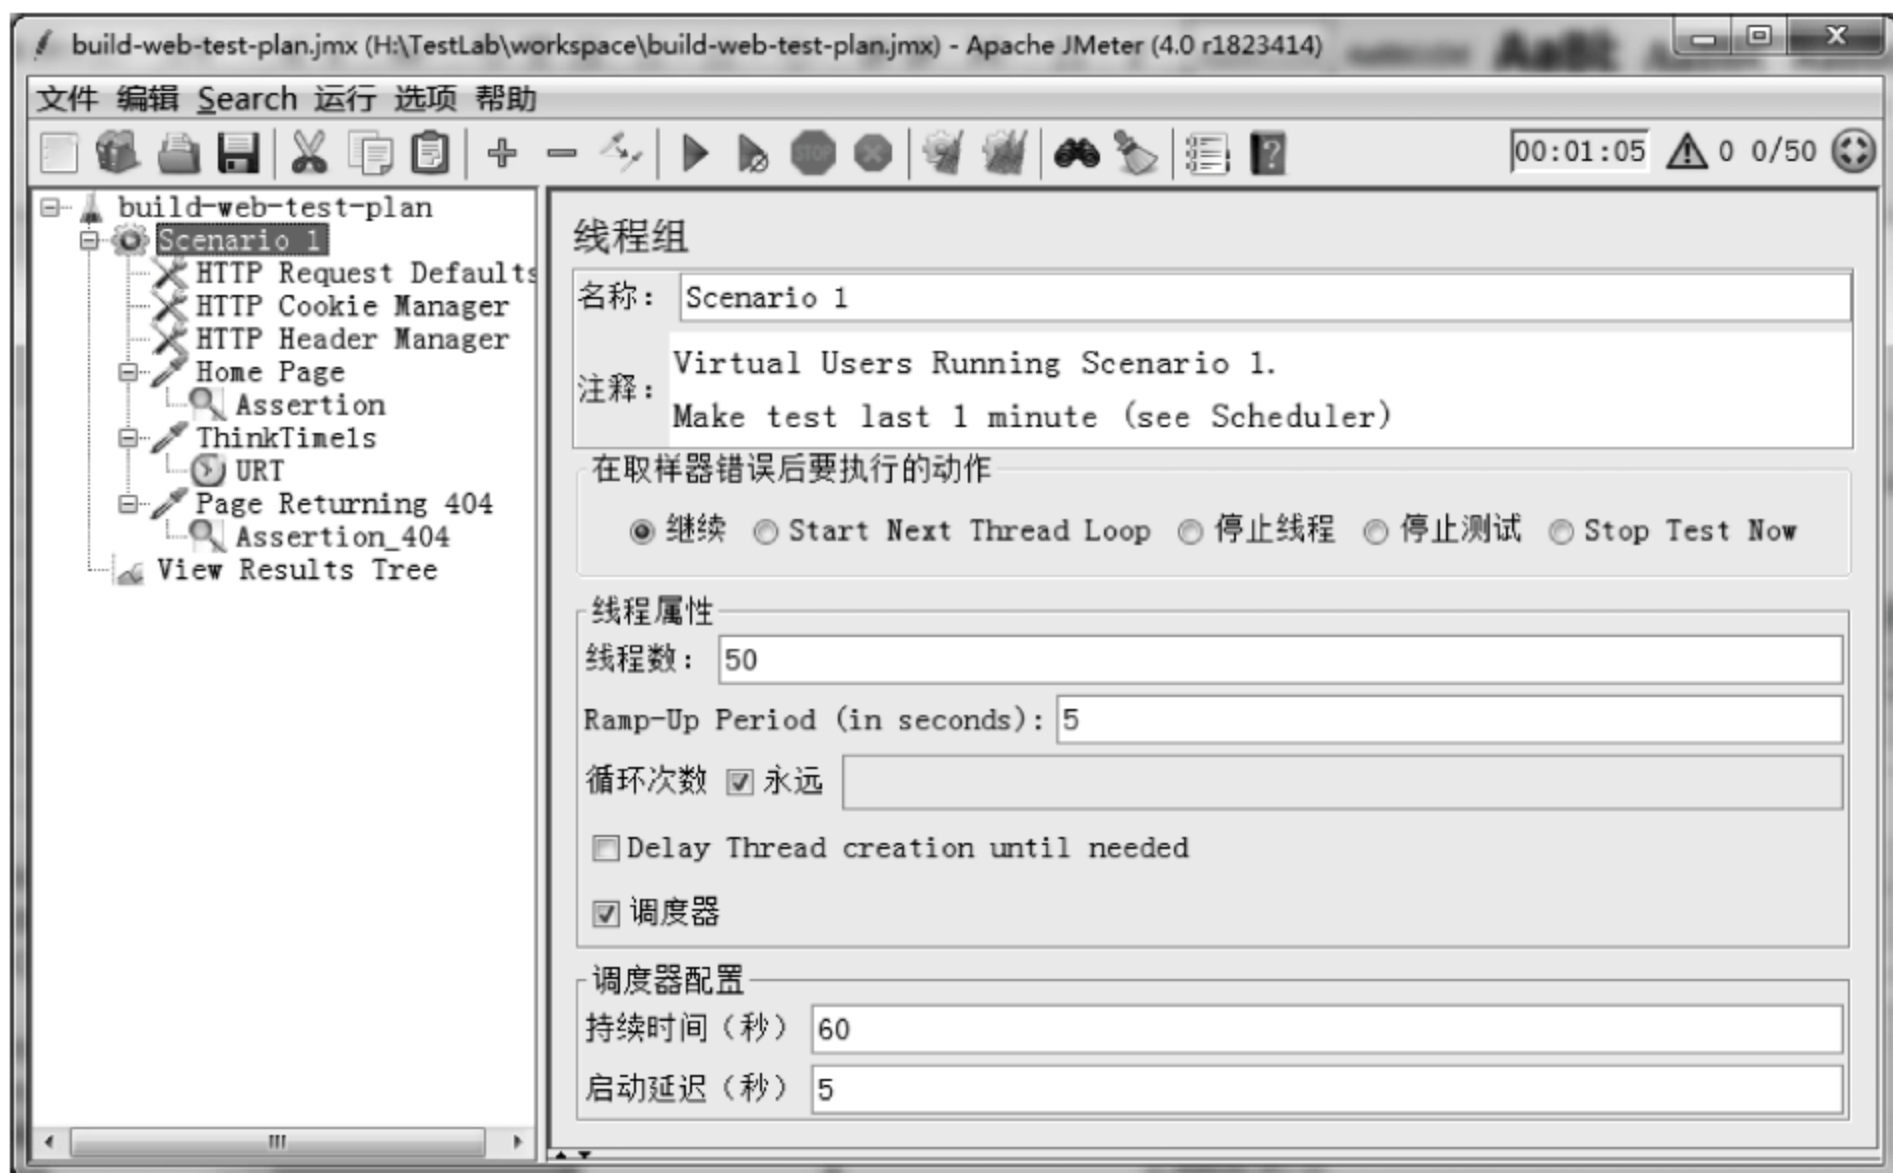 build-web-test-plan.jmx (H:\TestLab\workspace\build-web-test-plan.jmx) - Apache JMeter (4.0 r1823414)
文件 编辑 Search 运行 选项 帮助
STOP
00:01:05 0 0/50
build-web-test-plan
Scenario 1
HTTP Request Defaults
HTTP Cookie Manager
HTTP Header Manager
Home Page
Assertion
ThinkTime1s
URT
Page Returning 404
Assertion_404
View Results Tree
线程组
名称: Scenario 1
注释: Virtual Users Running Scenario 1.
Make test last 1 minute (see Scheduler)
在取样器错误后要执行的动作
继续 Start Next Thread Loop 停止线程 停止测试 Stop Test Now
线程属性
线程数: 50
Ramp-Up Period (in seconds): 5
循环次数 永远
Delay Thread creation until needed
调度器
调度器配置
持续时间（秒） 60
启动延迟（秒） 5